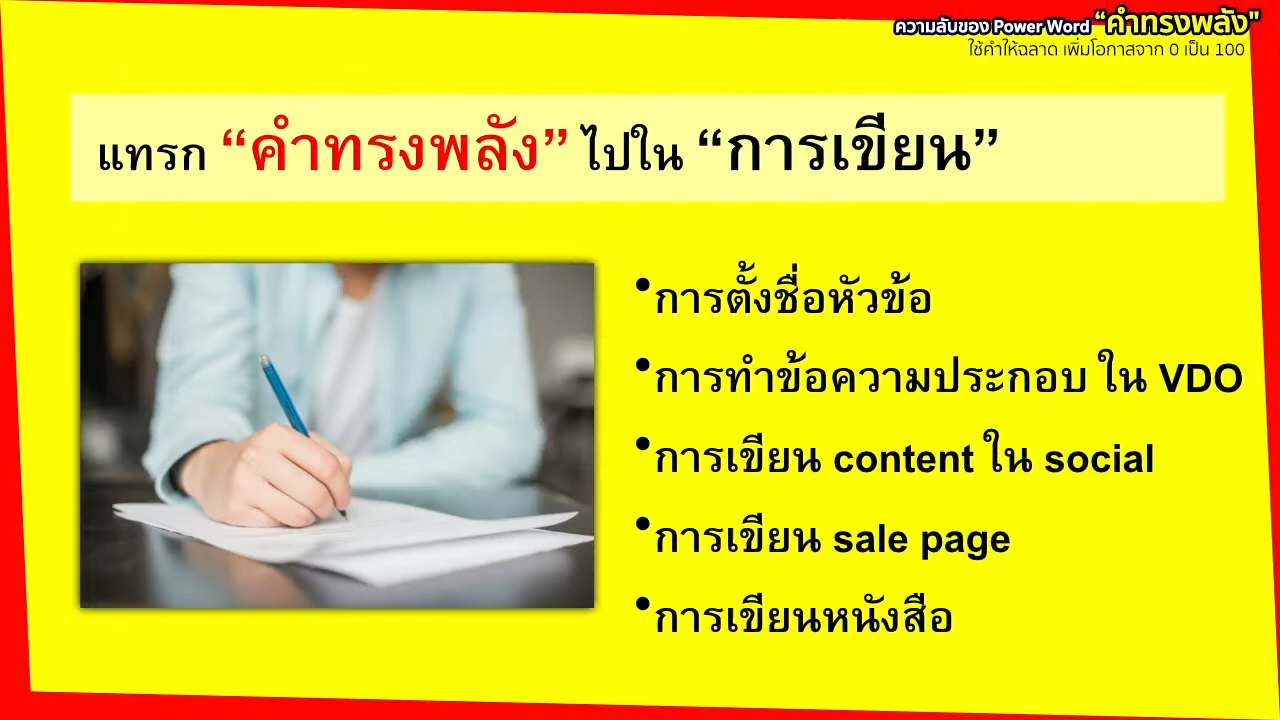 ความลับของ Power Word “คำทรงพลัง"
ใช้คำให้ฉลาด เพิ่มโอกาสจาก 0 เป็น 100
แทรก “คำทรงพลัง” ไปใน “การเขียน”
•การตั้งชื่อหัวข้อ
•การทำข้อความประกอบ ใน VDO
•การเขียน content ใน social
•การเขียน sale page
•การเขียนหนังสือ